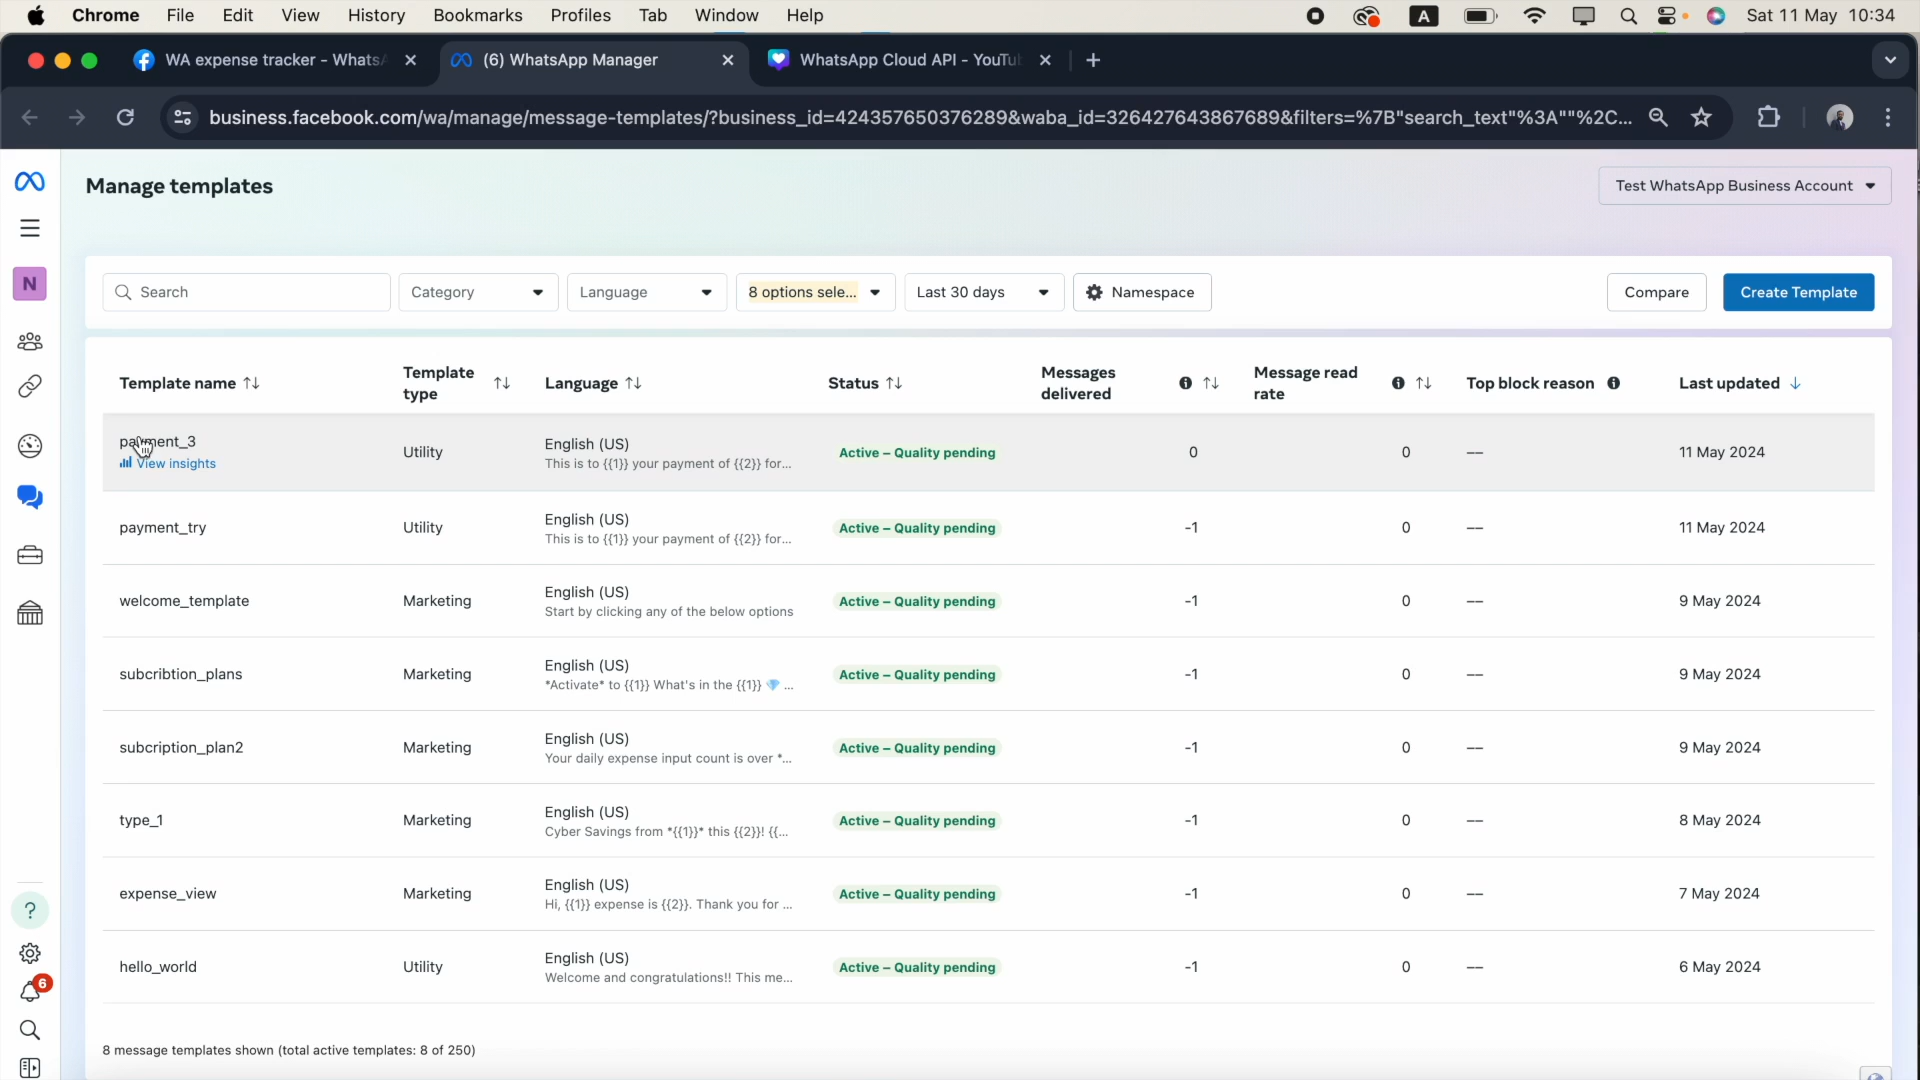 Chrome File Edit View History Bookmarks Profiles Tab Window Help A Sat 11 May 10:34
WA expense tracker - WhatsA (6) WhatsApp Manager WhatsApp Cloud API - YouTu
business.facebook.com/wa/manage/message-templates/?business_id=424357650376289&waba_id=326427643867689&filters=%7B"search_text"%3A""%2C...
Manage templates Test WhatsApp Business Account
N
Search Category Language 8 options sele... Last 30 days Namespace Compare Create Template
Template name Template type Language Status Messages delivered Message read rate Top block reason Last updated
payment_3 Utility English (US) Active – Quality pending 0 0 –– 11 May 2024
View insights This is to {{1}} your payment of {{2}} for...
payment_try Utility English (US) Active – Quality pending -1 0 –– 11 May 2024
This is to {{1}} your payment of {{2}} for...
welcome_template Marketing English (US) Active – Quality pending -1 0 –– 9 May 2024
Start by clicking any of the below options
subcribtion_plans Marketing English (US) Active – Quality pending -1 0 –– 9 May 2024
*Activate* to {{1}} What's in the {{1}} 💎 ...
subcription_plan2 Marketing English (US) Active – Quality pending -1 0 –– 9 May 2024
Your daily expense input count is over *...
type_1 Marketing English (US) Active – Quality pending -1 0 –– 8 May 2024
Cyber Savings from *{{1}}* this {{2}}! {{...
expense_view Marketing English (US) Active – Quality pending -1 0 –– 7 May 2024
Hi, {{1}} expense is {{2}}. Thank you for ...
hello_world Utility English (US) Active – Quality pending -1 0 –– 6 May 2024
Welcome and congratulations!! This me...
?
6
8 message templates shown (total active templates: 8 of 250)